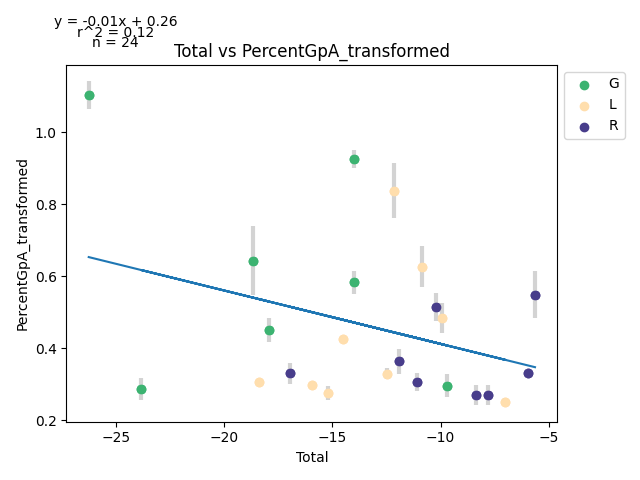 y = -0.01x + 0.26
r^2 = 0.12
n = 24
Total vs PercentGpA_transformed
G
L
R
PercentGpA_transformed
1.0
0.8
0.6
0.4
0.2
−25
−20
−15
−10
−5
Total